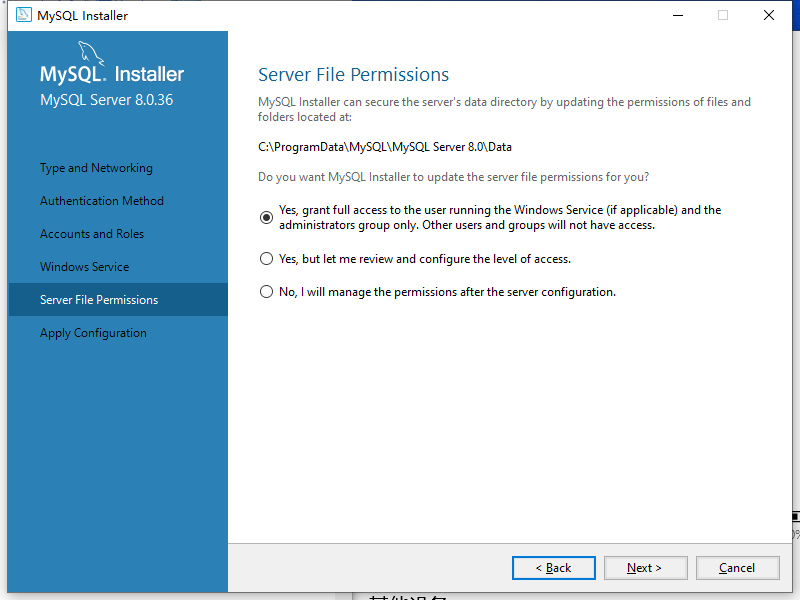 MySQL Installer
MySQL. Installer
MySQL Server 8.0.36
Type and Networking
Authentication Method
Accounts and Roles
Windows Service
Server File Permissions
Apply Configuration
Server File Permissions
MySQL Installer can secure the server's data directory by updating the permissions of files and
folders located at:
C:\ProgramData\MySQL\MySQL Server 8.0\Data
Do you want MySQL Installer to update the server file permissions for you?
Yes, grant full access to the user running the Windows Service (if applicable) and the
administrators group only. Other users and groups will not have access.
Yes, but let me review and configure the level of access.
No, I will manage the permissions after the server configuration.
< Back
Next >
Cancel